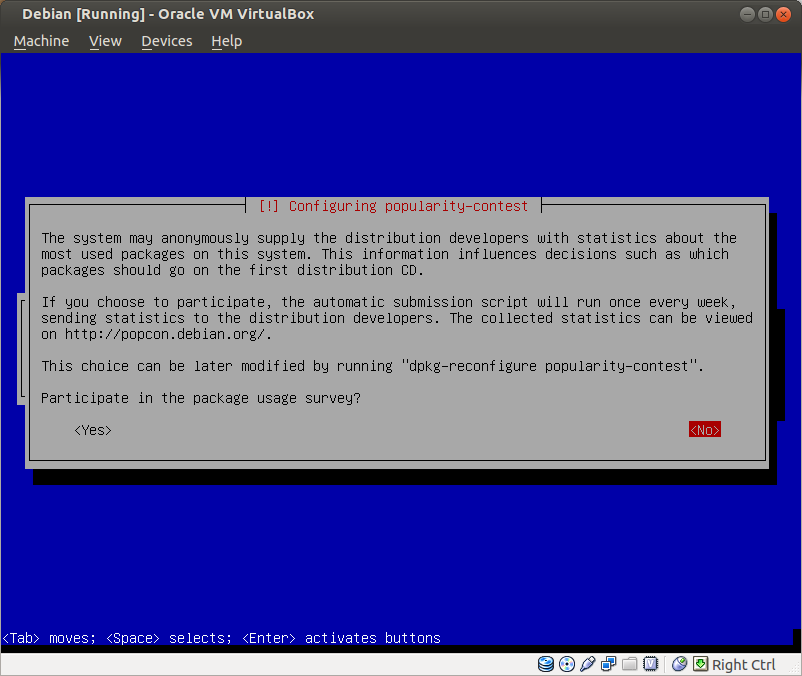 Debian [Running] - Oracle VM VirtualBox
Machine View Devices Help
[!] Configuring popularity-contest
The system may anonymously supply the distribution developers with statistics about the
most used packages on this system. This information influences decisions such as which
packages should go on the first distribution CD.
If you choose to participate, the automatic submission script will run once every week,
sending statistics to the distribution developers. The collected statistics can be viewed
on http://popcon.debian.org/.
This choice can be later modified by running "dpkg-reconfigure popularity-contest".
Participate in the package usage survey?
<Yes> <No>
<Tab> moves; <Space> selects; <Enter> activates buttons
Right Ctrl